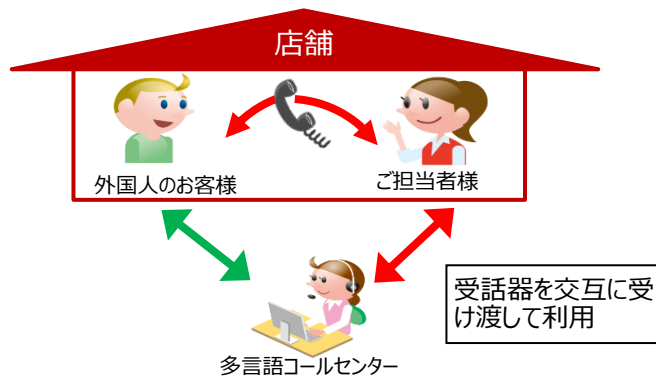 店舗
外国人のお客様
ご担当者様
受話器を交互に受
け渡して利用
多言語コールセンター